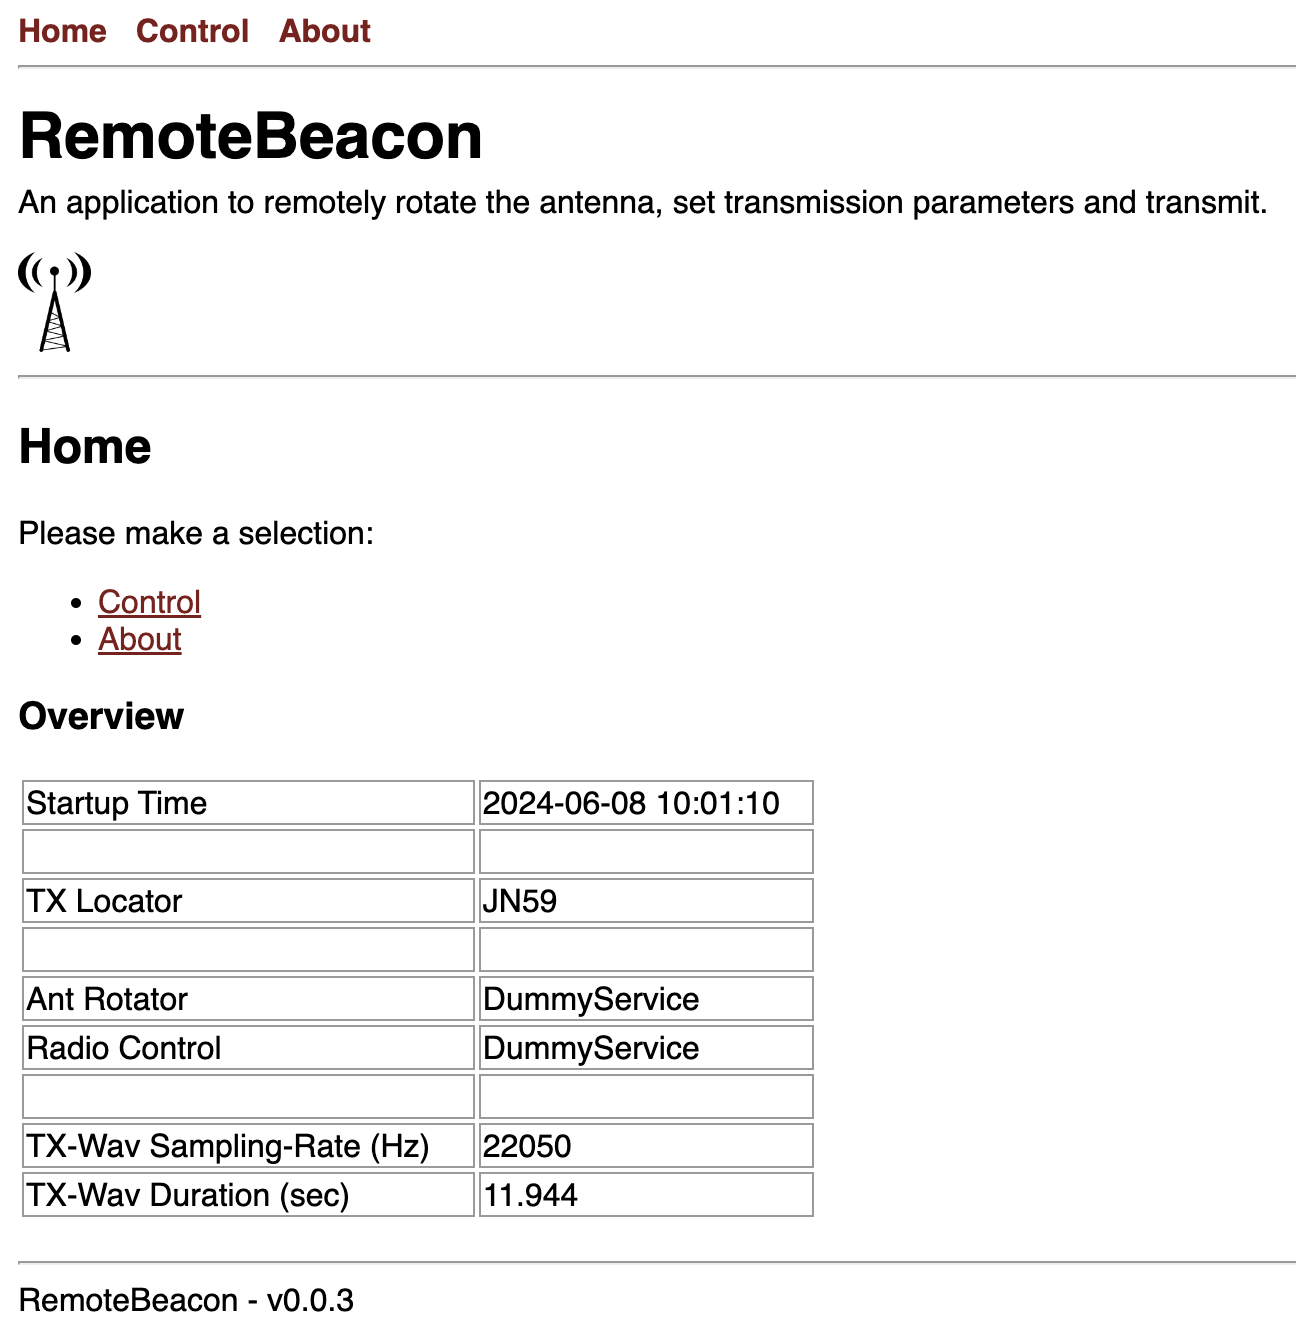 Home Control About
RemoteBeacon
An application to remotely rotate the antenna, set transmission parameters and transmit.
Home
Please make a selection:
Control
About
Overview
Startup Time 2024-06-08 10:01:10
TX Locator JN59
Ant Rotator DummyService
Radio Control DummyService
TX-Wav Sampling-Rate (Hz) 22050
TX-Wav Duration (sec) 11.944
RemoteBeacon - v0.0.3